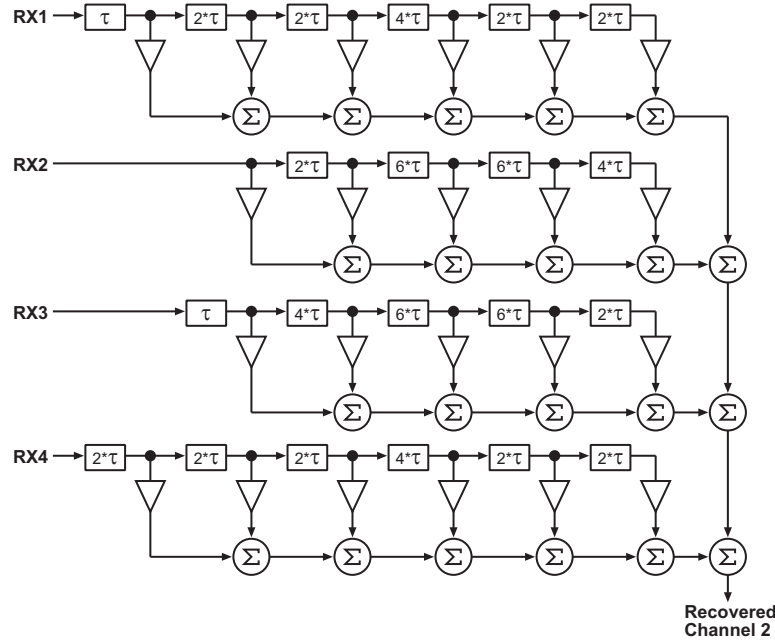 RX1 τ 2*τ 2*τ 4*τ 2*τ 2*τ
Σ Σ Σ Σ Σ
RX2 2*τ 6*τ 6*τ 4*τ
Σ Σ Σ Σ Σ
RX3 τ 4*τ 6*τ 6*τ 2*τ
Σ Σ Σ Σ Σ
RX4 2*τ 2*τ 2*τ 4*τ 2*τ 2*τ
Σ Σ Σ Σ Σ Σ
Recovered
Channel 2